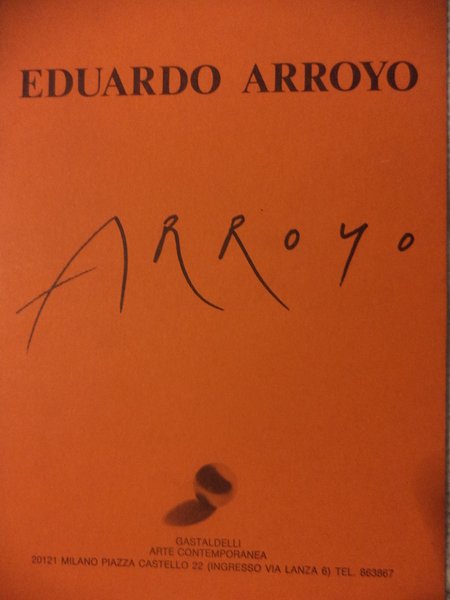 EDUARDO ARROYO
ARROYO
GASTALDELLI
ARTE CONTEMPORANEA
20121 MILANO PIAZZA CASTELLO 22 (INGRESSO VIA LANZA 6) TEL. 863867